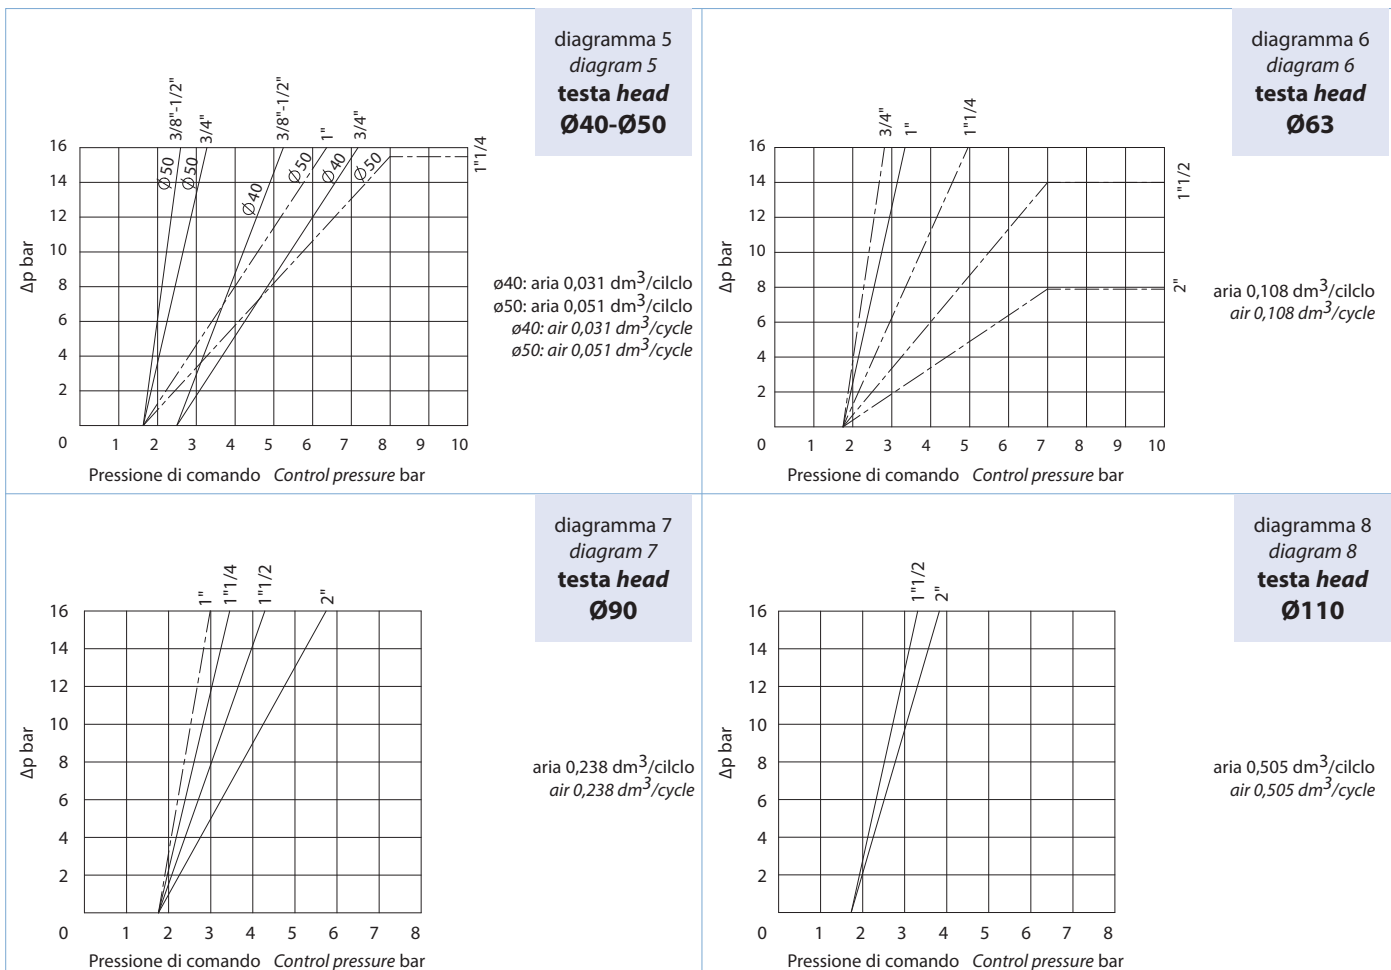 diagramma 5
diagram 5
testa head
Ø40-Ø50
3/8"-1/2"
3/4"
3/8"-1/2"
1"
3/4"
1"1/4
Ø50
Ø50
Ø40
Ø50
Ø40
Ø50
16
14
12
10
8
6
4
2
0
Δp bar
1 2 3 4 5 6 7 8 9 10
Pressione di comando Control pressure bar
ø40: aria 0,031 dm³/cilclo
ø50: aria 0,051 dm³/cilclo
ø40: air 0,031 dm³/cycle
ø50: air 0,051 dm³/cycle
diagramma 6
diagram 6
testa head
Ø63
3/4"
1"
1"1/4
1"1/2
2"
16
14
12
10
8
6
4
2
0
Δp bar
1 2 3 4 5 6 7 8 9 10
Pressione di comando Control pressure bar
aria 0,108 dm³/cilclo
air 0,108 dm³/cycle
diagramma 7
diagram 7
testa head
Ø90
1"
1"1/4
1"1/2
2"
16
14
12
10
8
6
4
2
0
Δp bar
1 2 3 4 5 6 7 8
Pressione di comando Control pressure bar
aria 0,238 dm³/cilclo
air 0,238 dm³/cycle
diagramma 8
diagram 8
testa head
Ø110
1"1/2
2"
16
14
12
10
8
6
4
2
0
Δp bar
1 2 3 4 5 6 7 8
Pressione di comando Control pressure bar
aria 0,505 dm³/cilclo
air 0,505 dm³/cycle